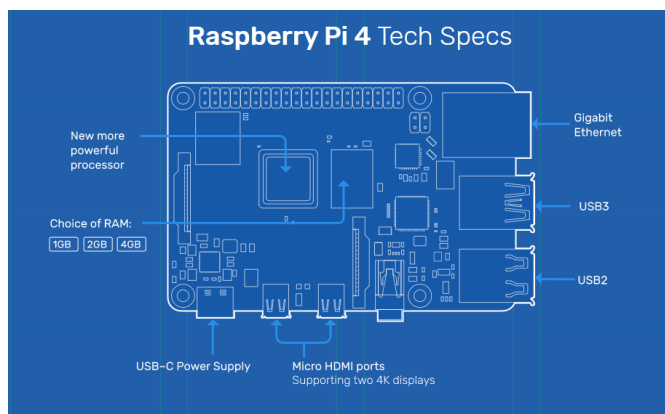 Raspberry Pi 4 Tech Specs
New more
powerful
processor
Gigabit
Ethernet
Choice of RAM:
1GB 2GB 4GB
USB3
USB2
USB-C Power Supply
Micro HDMI ports
Supporting two 4K displays